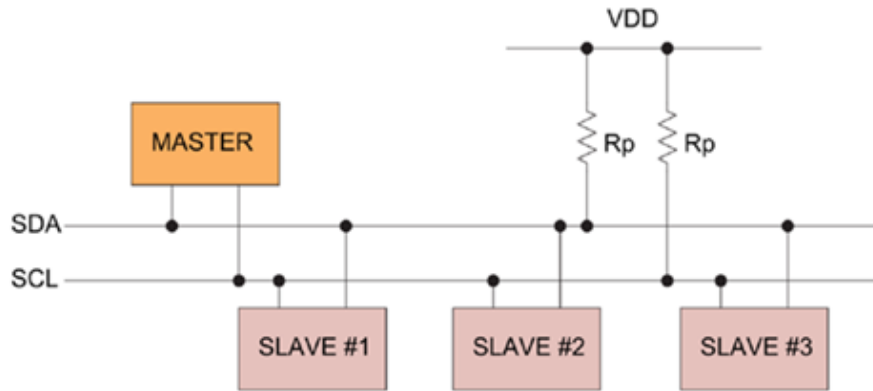 VDD
MASTER
Rp
Rp
SDA
SCL
SLAVE #1
SLAVE #2
SLAVE #3